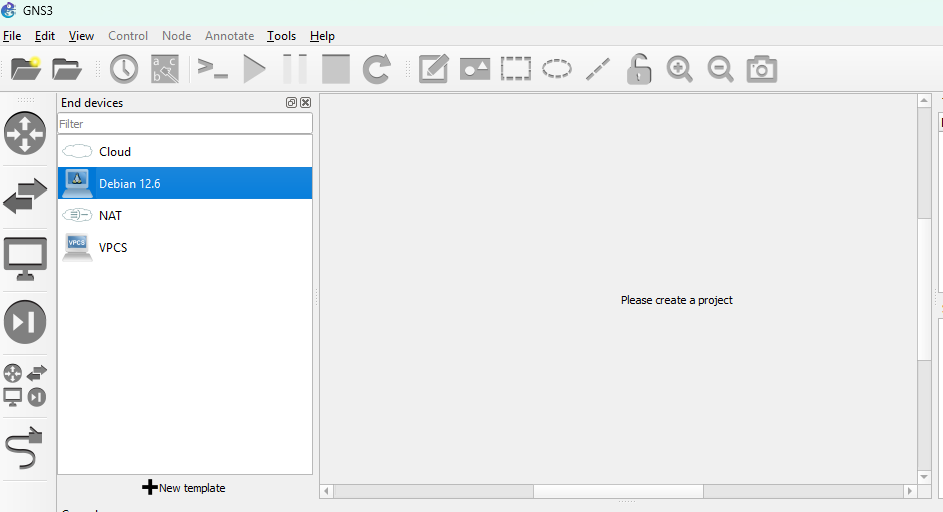 GNS3
File Edit View Control Node Annotate Tools Help
a c
b
End devices
Filter
Cloud
Debian 12.6
NAT
VPCS
VPCS
New template
Please create a project